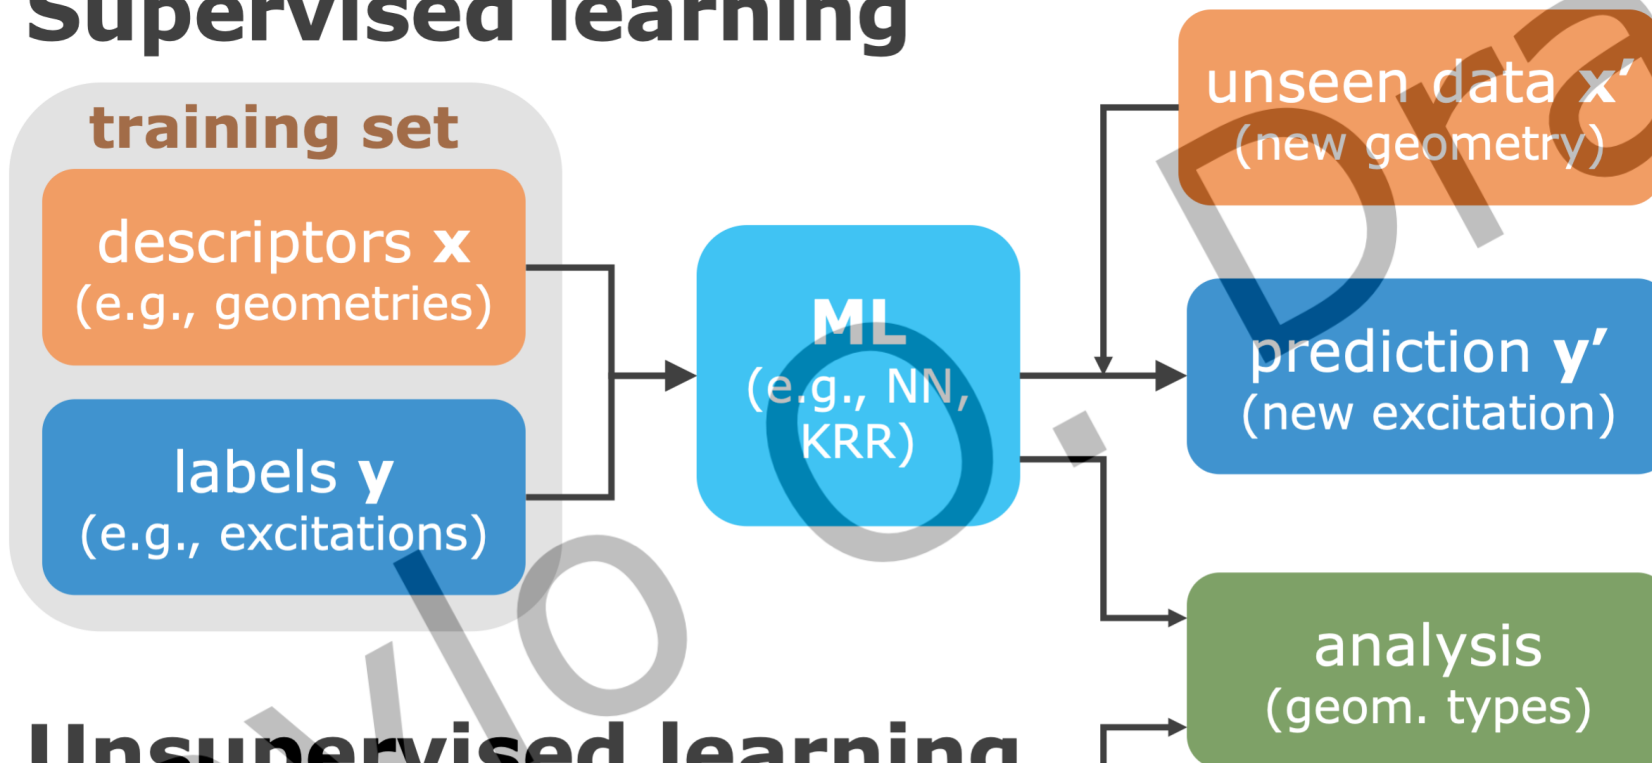 Supervised learning
training set
descriptors x
(e.g., geometries)
labels y
(e.g., excitations)
ML
(e.g., NN,
KRR)
unseen data x′
(new geometry)
prediction y′
(new excitation)
analysis
(geom. types)
Unsupervised learning